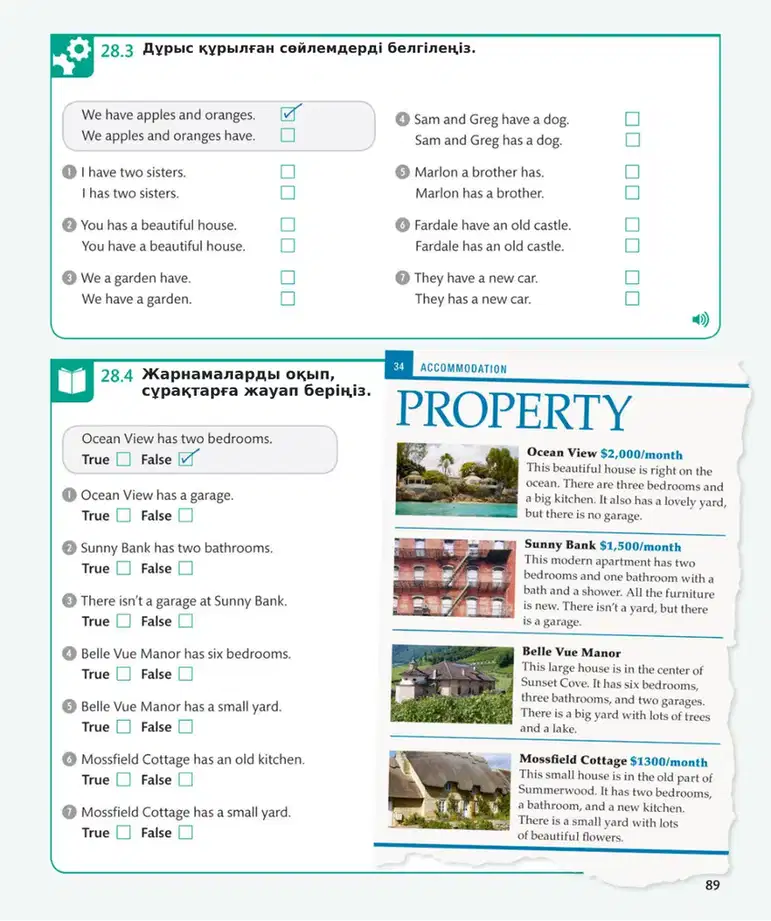 28.3 Дұрыс құрылған сөйлемдерді белгілеңіз.
We have apples and oranges.
We apples and oranges have.
1 I have two sisters.
I has two sisters.
2 You has a beautiful house.
You have a beautiful house.
3 We a garden have.
We have a garden.
4 Sam and Greg have a dog.
Sam and Greg has a dog.
5 Marlon a brother has.
Marlon has a brother.
6 Fardale have an old castle.
Fardale has an old castle.
7 They have a new car.
They has a new car.
28.4 Жарнамаларды оқып,
сұрақтарға жауап беріңіз.
Ocean View has two bedrooms.
True False
1 Ocean View has a garage.
True False
2 Sunny Bank has two bathrooms.
True False
3 There isn't a garage at Sunny Bank.
True False
4 Belle Vue Manor has six bedrooms.
True False
5 Belle Vue Manor has a small yard.
True False
6 Mossfield Cottage has an old kitchen.
True False
7 Mossfield Cottage has a small yard.
True False
34 ACCOMMODATION
PROPERTY
Ocean View $2,000/month
This beautiful house is right on the
ocean. There are three bedrooms and
a big kitchen. It also has a lovely yard,
but there is no garage.
Sunny Bank $1,500/month
This modern apartment has two
bedrooms and one bathroom with a
bath and a shower. All the furniture
is new. There isn't a yard, but there
is a garage.
Belle Vue Manor
This large house is in the center of
Sunset Cove. It has six bedrooms,
three bathrooms, and two garages.
There is a big yard with lots of trees
and a lake.
Mossfield Cottage $1300/month
This small house is in the old part of
Summerwood. It has two bedrooms,
a bathroom, and a new kitchen.
There is a small yard with lots
of beautiful flowers.
89